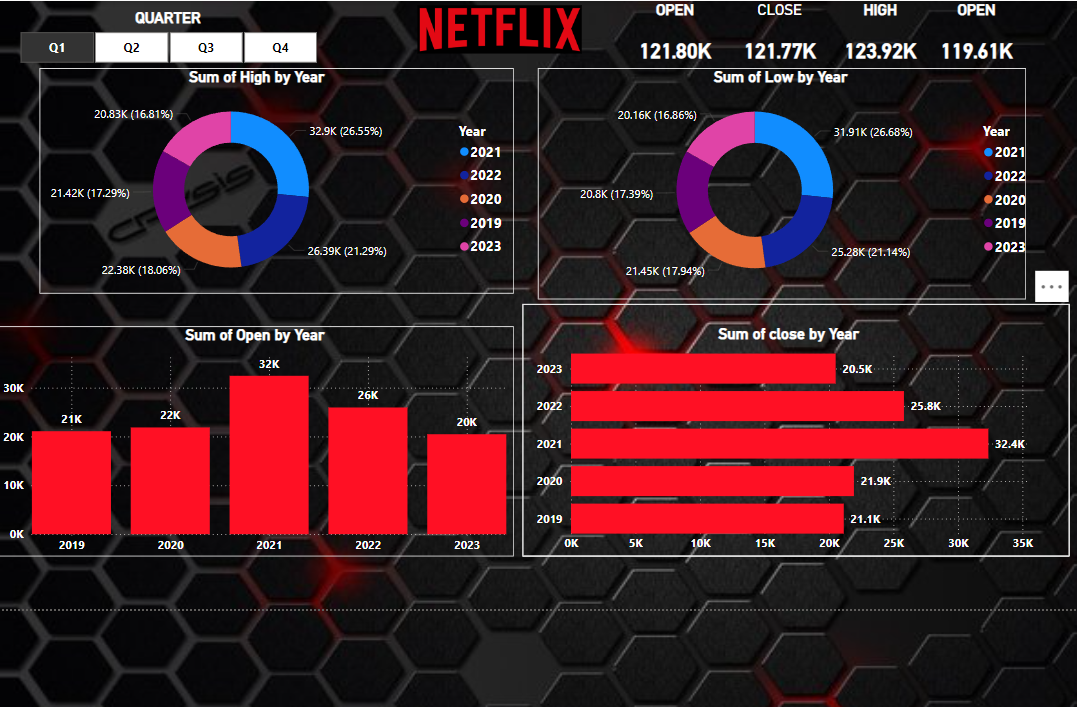 QUARTER
Q1 Q2 Q3 Q4
NETFLIX
OPEN CLOSE HIGH OPEN
121.80K 121.77K 123.92K 119.61K
Sum of High by Year
20.83K (16.81%)
32.9K (26.55%)
21.42K (17.29%)
26.39K (21.29%)
22.38K (18.06%)
Year
2021
2022
2020
2019
2023
CRYSIS
Sum of Low by Year
20.16K (16.86%)
31.91K (26.68%)
20.8K (17.39%)
25.28K (21.14%)
21.45K (17.94%)
Year
2021
2022
2020
2019
2023
Sum of Open by Year
30K
20K
10K
0K
21K
22K
32K
26K
20K
2019 2020 2021 2022 2023
Sum of close by Year
2023 20.5K
2022 25.8K
2021 32.4K
2020 21.9K
2019 21.1K
0K 5K 10K 15K 20K 25K 30K 35K